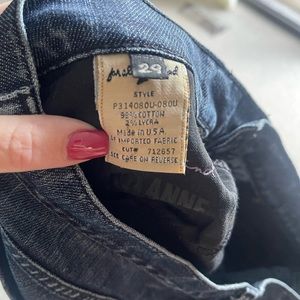 29
STYLE
P314080U-080U
98% COTTON
2% LYCRA
Made in U.S.A.
of IMPORTED FABRIC
CUT# 712657
SEE CARE ON REVERSE